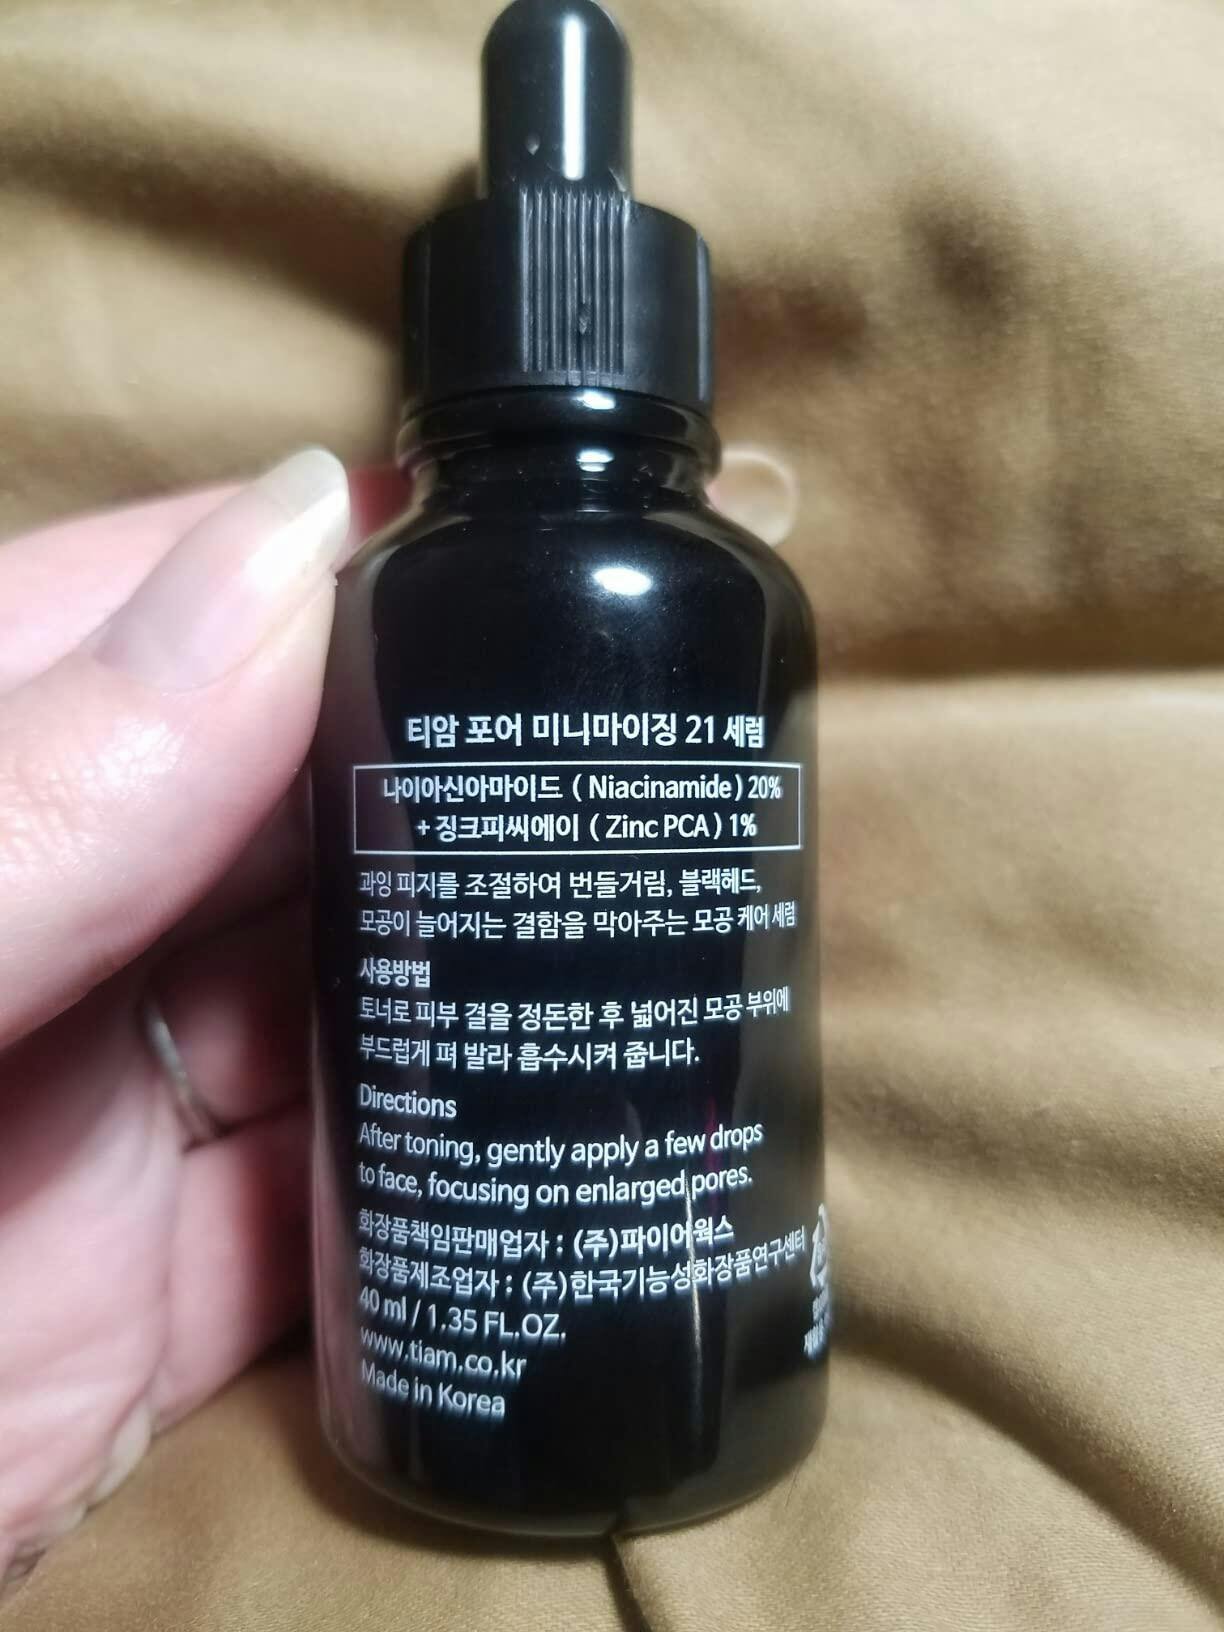 티암 포어 미니마이징 21 세럼
나이아신아마이드 ( Niacinamide ) 20%
+ 징크피씨에이 ( Zinc PCA ) 1%
과잉 피지를 조절하여 번들거림, 블랙헤드,
모공이 늘어지는 결함을 막아주는 모공 케어 세럼
사용방법
토너로 피부 결을 정돈한 후 넓어진 모공 부위에
부드럽게 펴 발라 흡수시켜 줍니다.
Directions
After toning, gently apply a few drops
to face, focusing on enlarged pores.
화장품책임판매업자 : (주)파이어웍스
화장품제조업자 : (주)한국기능성화장품연구센터
40 ml / 1.35 FL.OZ.
www.tiam.co.kr
Made in Korea